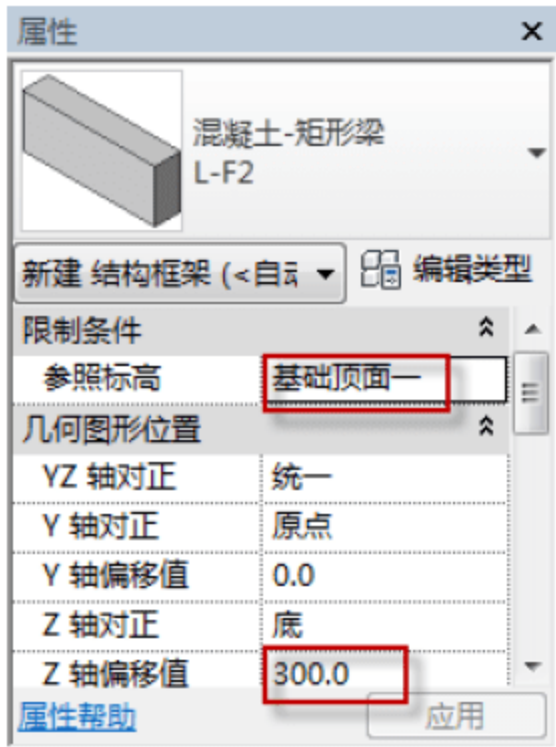 属性
混凝土-矩形梁
L-F2
新建 结构框架 (<自动
编辑类型
限制条件
参照标高 基础顶面一
几何图形位置
YZ 轴对正 统一
Y 轴对正 原点
Y 轴偏移值 0.0
Z 轴对正 底
Z 轴偏移值 300.0
属性帮助 应用